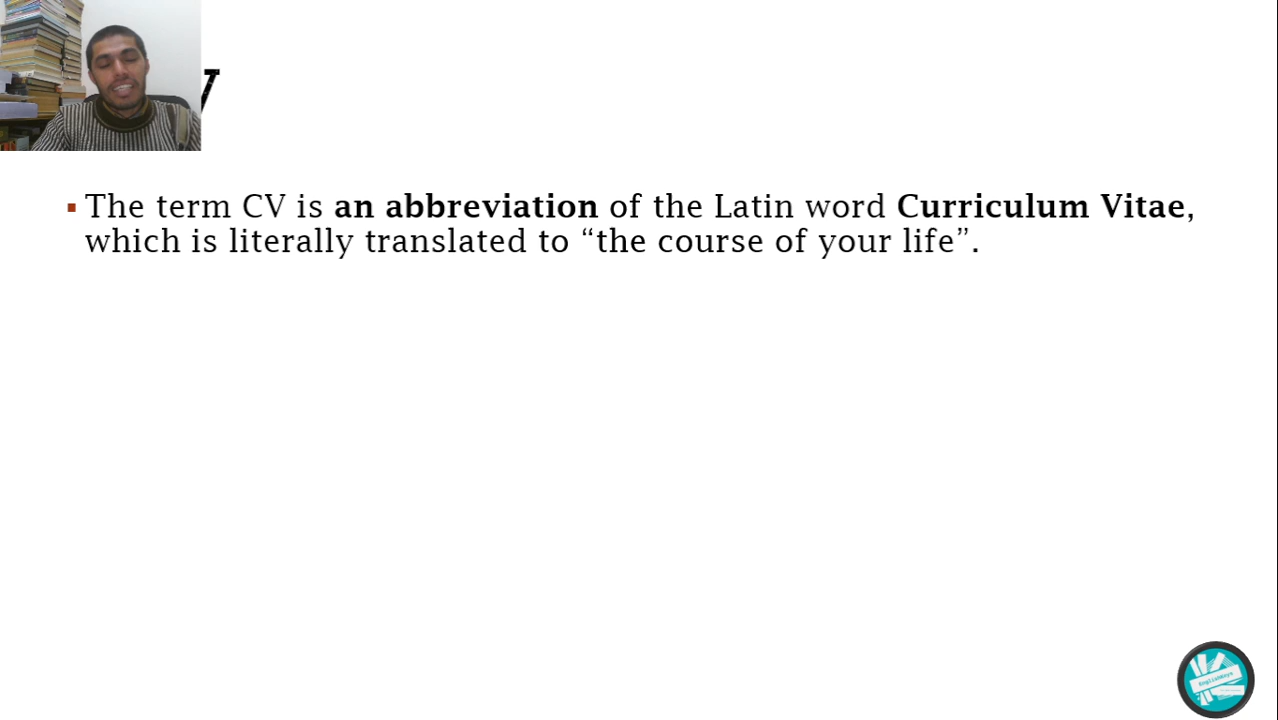 The term CV is an abbreviation of the Latin word Curriculum Vitae,
which is literally translated to “the course of your life”.
EnglishKeys